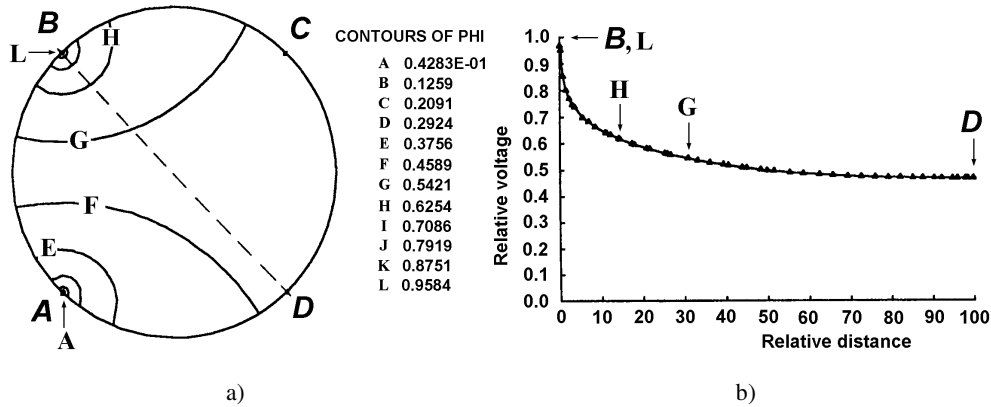 B
H
C
L
G
F
E
A
D
A
CONTOURS OF PHI
A 0.4283E-01
B 0.1259
C 0.2091
D 0.2924
E 0.3756
F 0.4589
G 0.5421
H 0.6254
I 0.7086
J 0.7919
K 0.8751
L 0.9584
a)
Relative voltage
1.0
0.9
0.8
0.7
0.6
0.5
0.4
0.3
0.2
0.1
0.0
B, L
H
G
D
0 10 20 30 40 50 60 70 80 90 100
Relative distance
b)